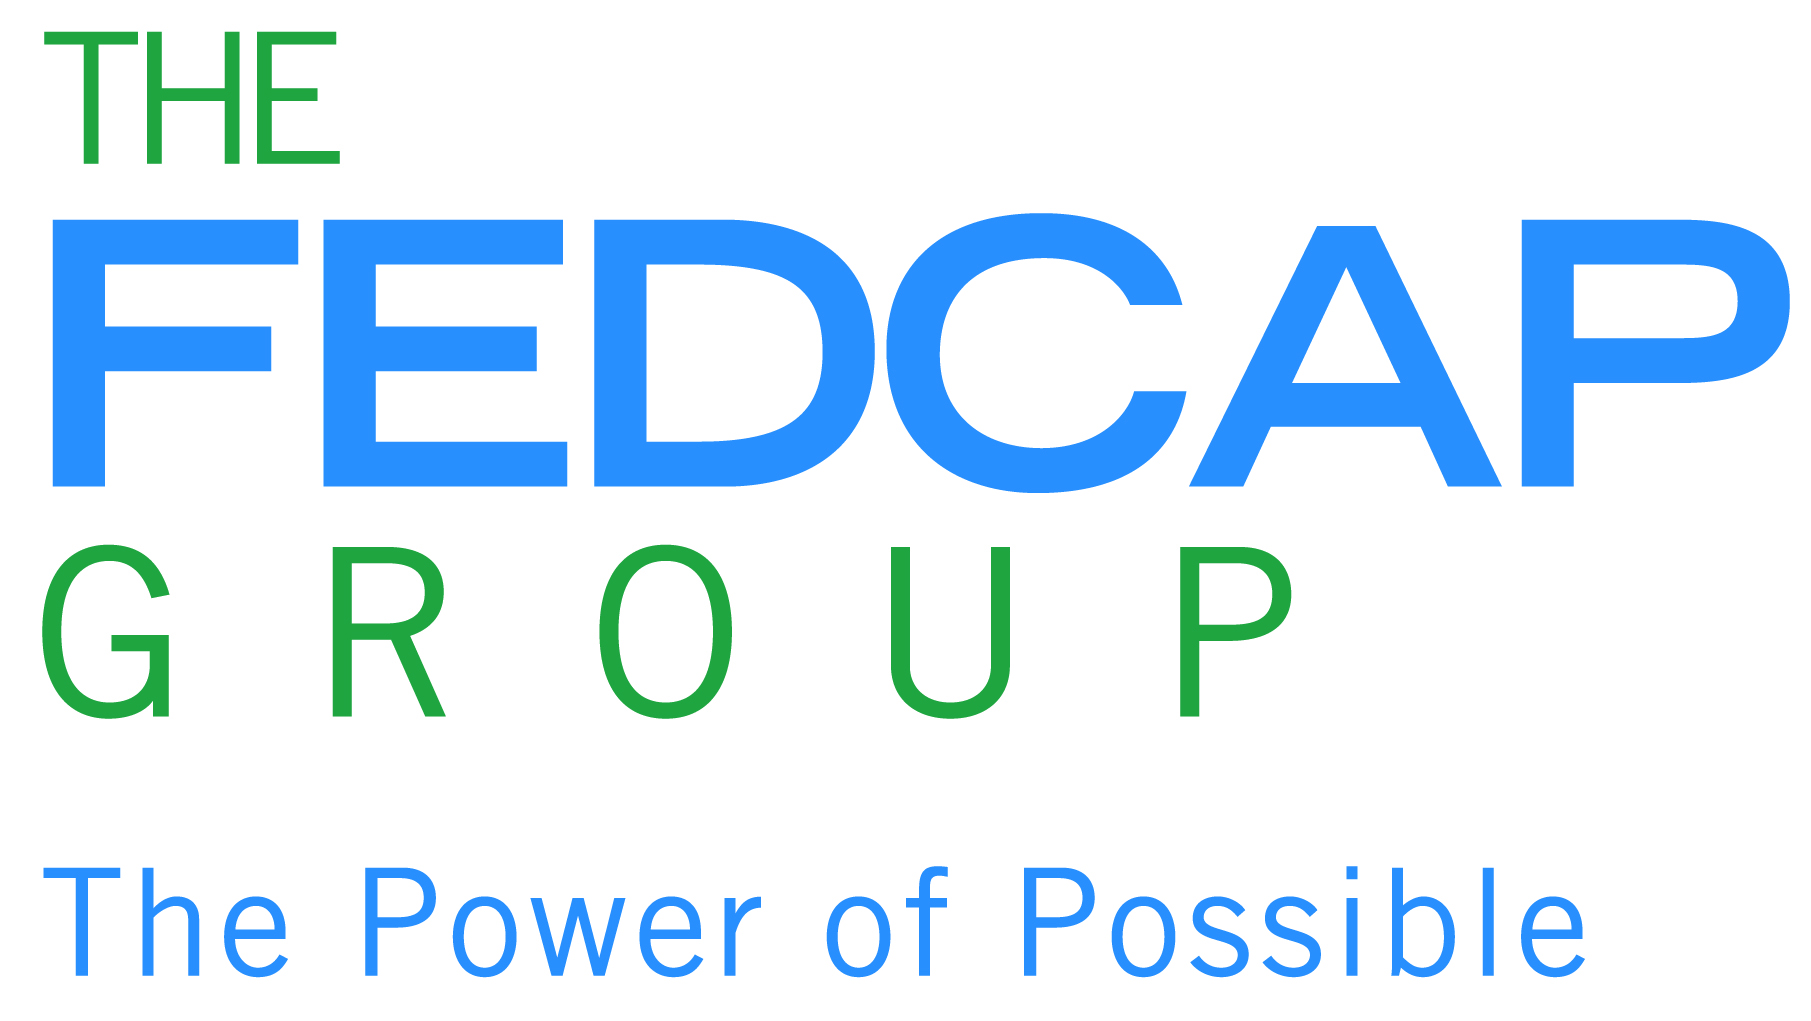 THE
FEDCAP
GROUP
The Power of Possible